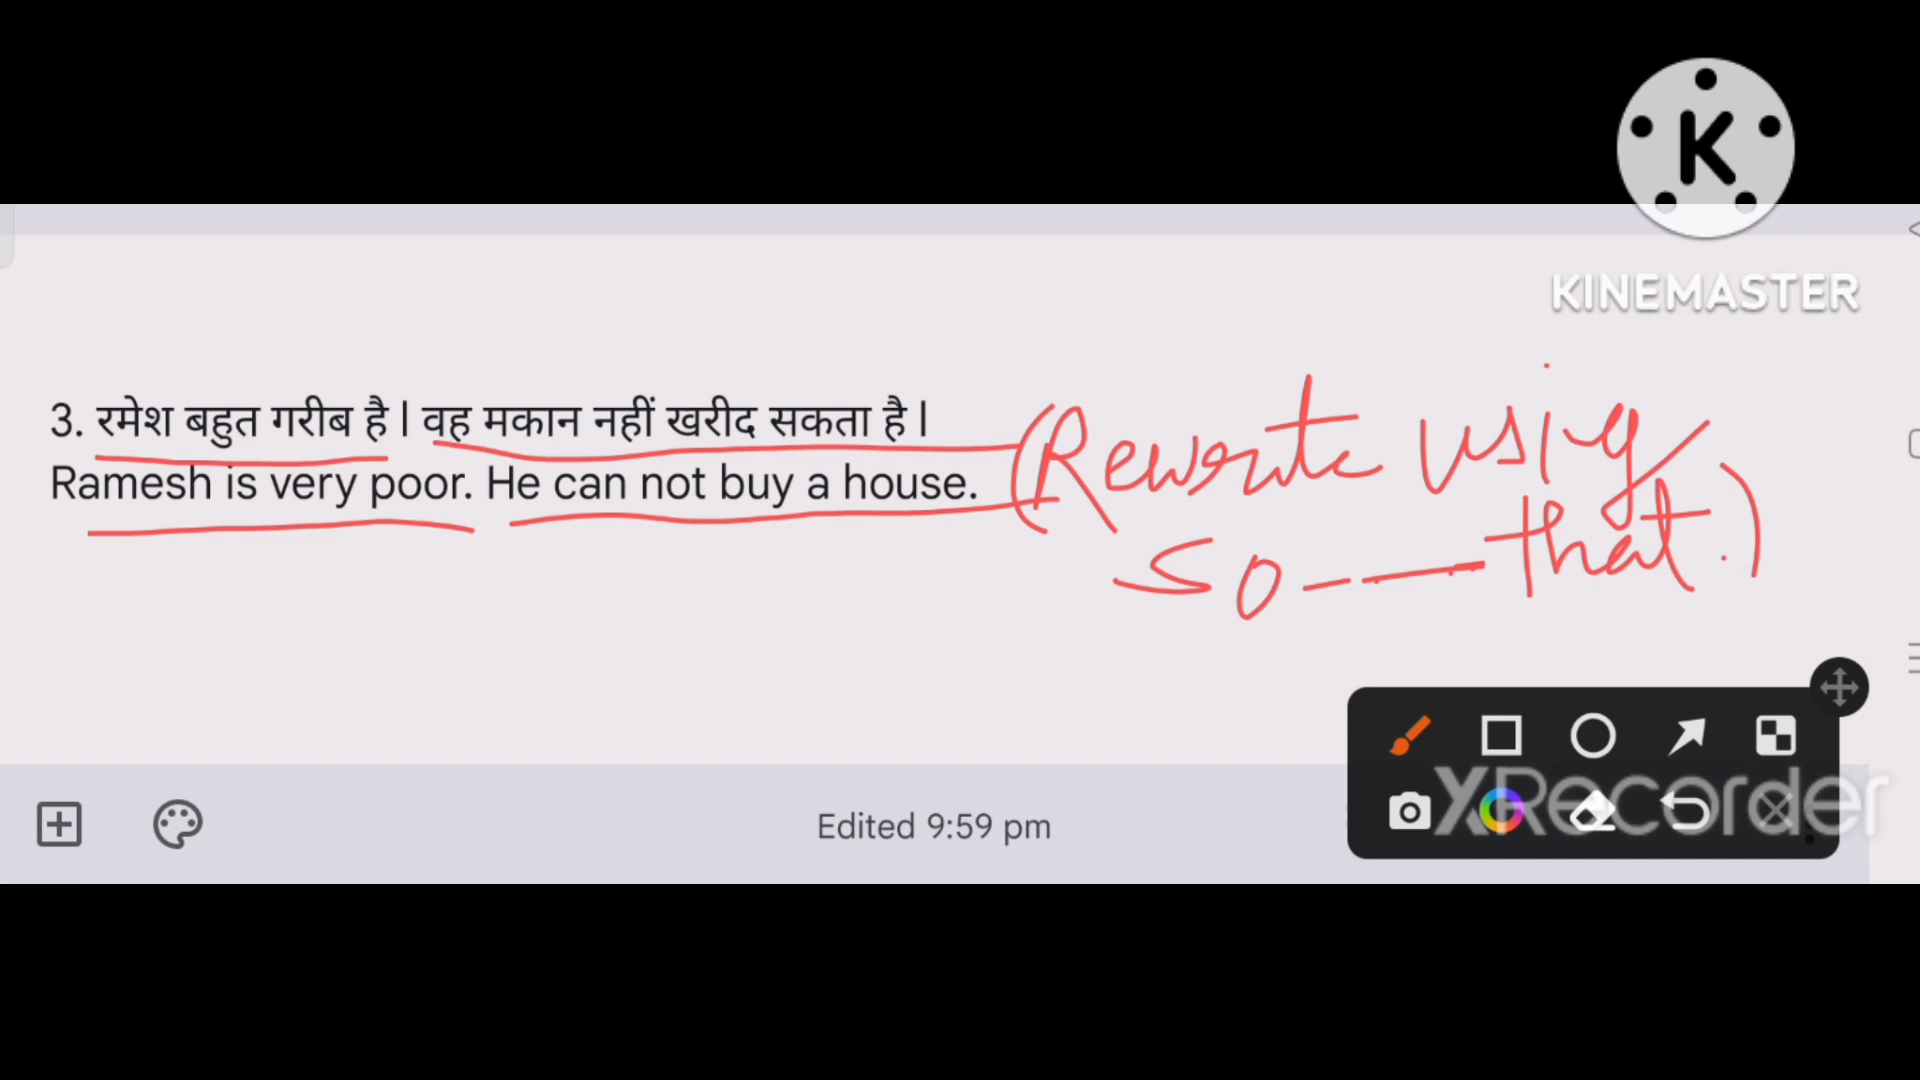 K
KINEMASTER
3. रमेश बहुत गरीब है | वह मकान नहीं खरीद सकता है |
Ramesh is very poor. He can not buy a house.
(Rewrite using
so --- that.)
Edited 9:59 pm
XRecorder